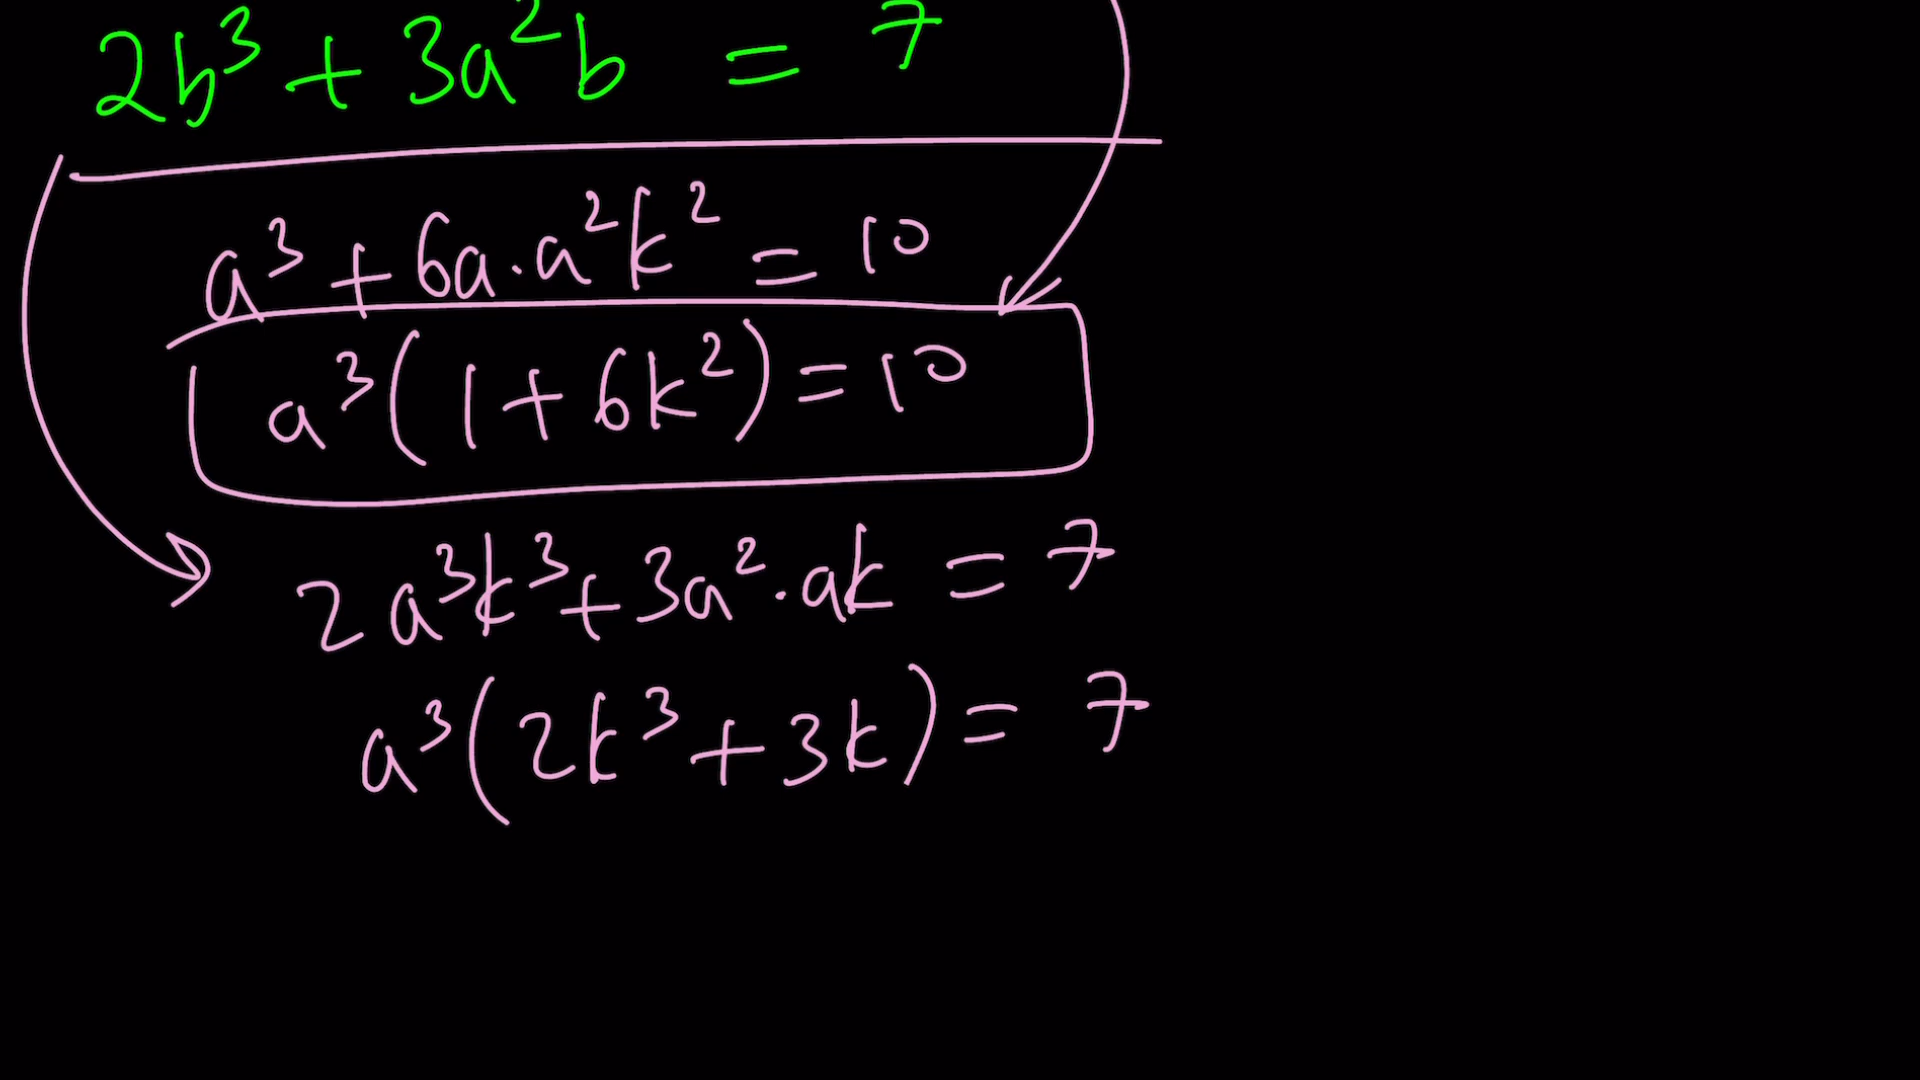 2b³ + 3a²b = 7
a³ + 6a·a²k² = 10
a³(1 + 6k²) = 10
2a³k³ + 3a²·ak = 7
a³(2k³ + 3k) = 7